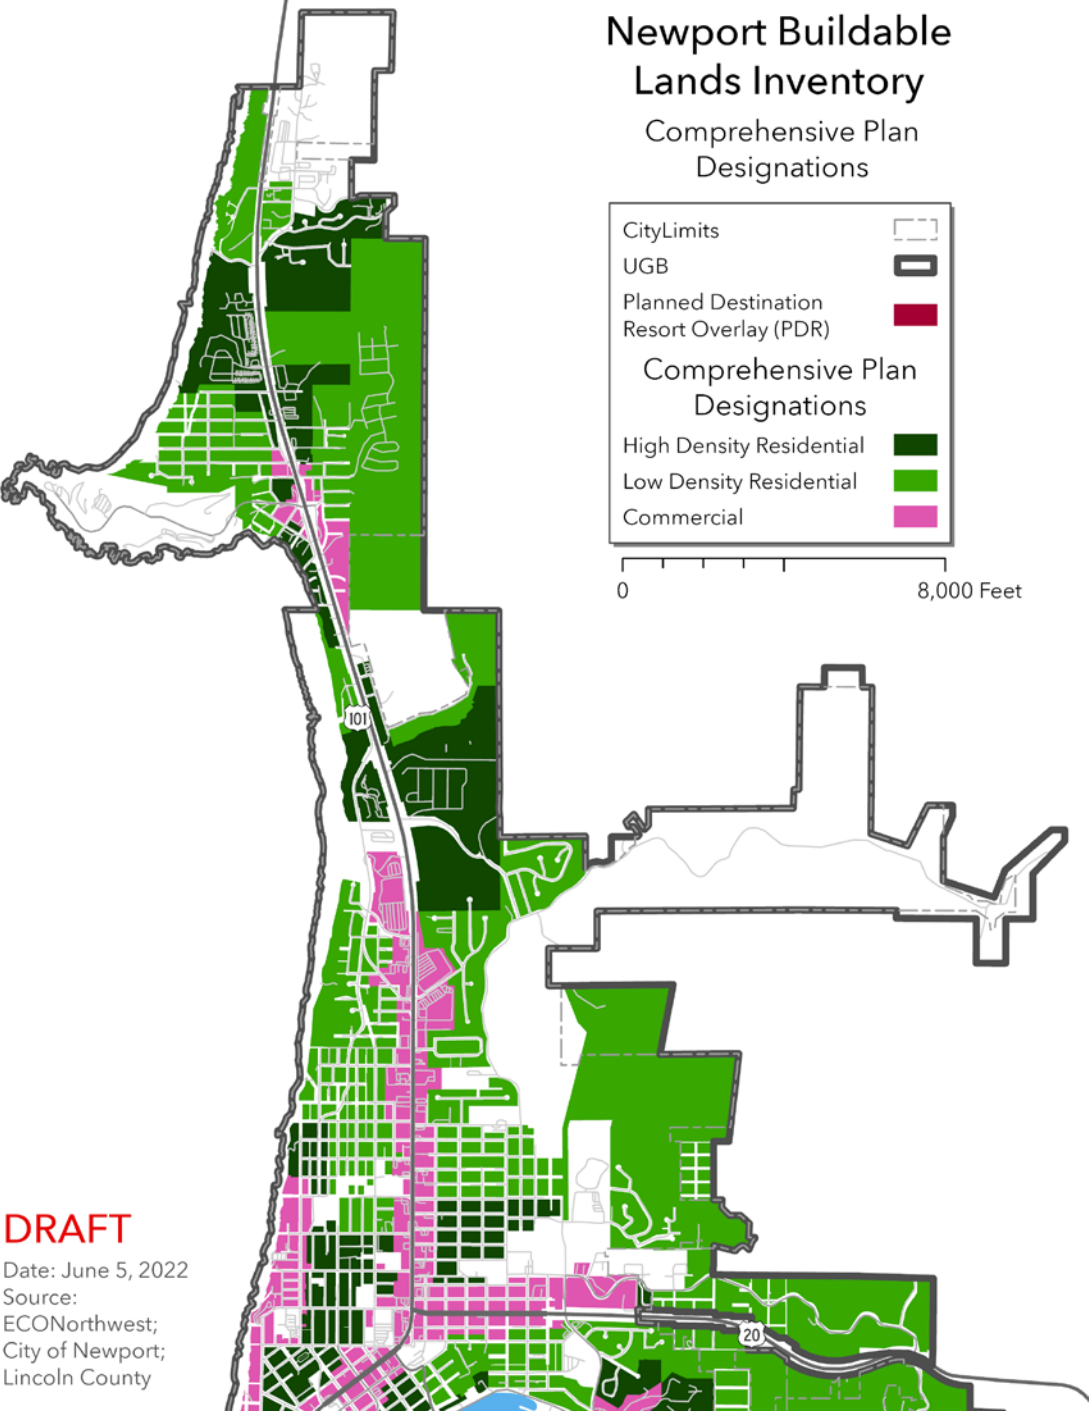 Newport Buildable
Lands Inventory
Comprehensive Plan
Designations
CityLimits
UGB
Planned Destination
Resort Overlay (PDR)
Comprehensive Plan
Designations
High Density Residential
Low Density Residential
Commercial
0
8,000 Feet
101
20
DRAFT
Date: June 5, 2022
Source:
ECONorthwest;
City of Newport;
Lincoln County